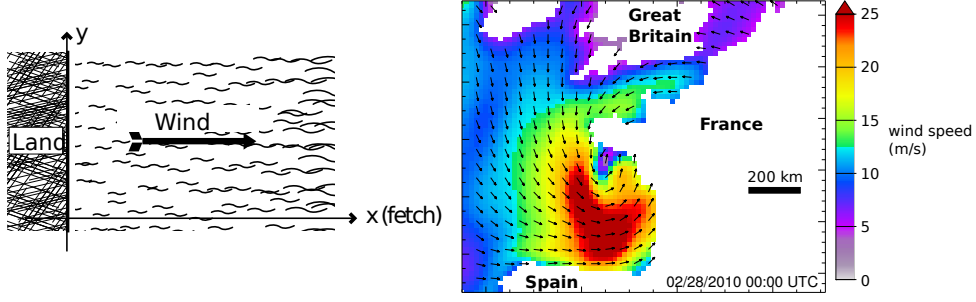 y
Wind
Land
x (fetch)
Great
Britain
France
200 km
Spain
02/28/2010 00:00 UTC
25
20
15
10
5
0
wind speed
(m/s)